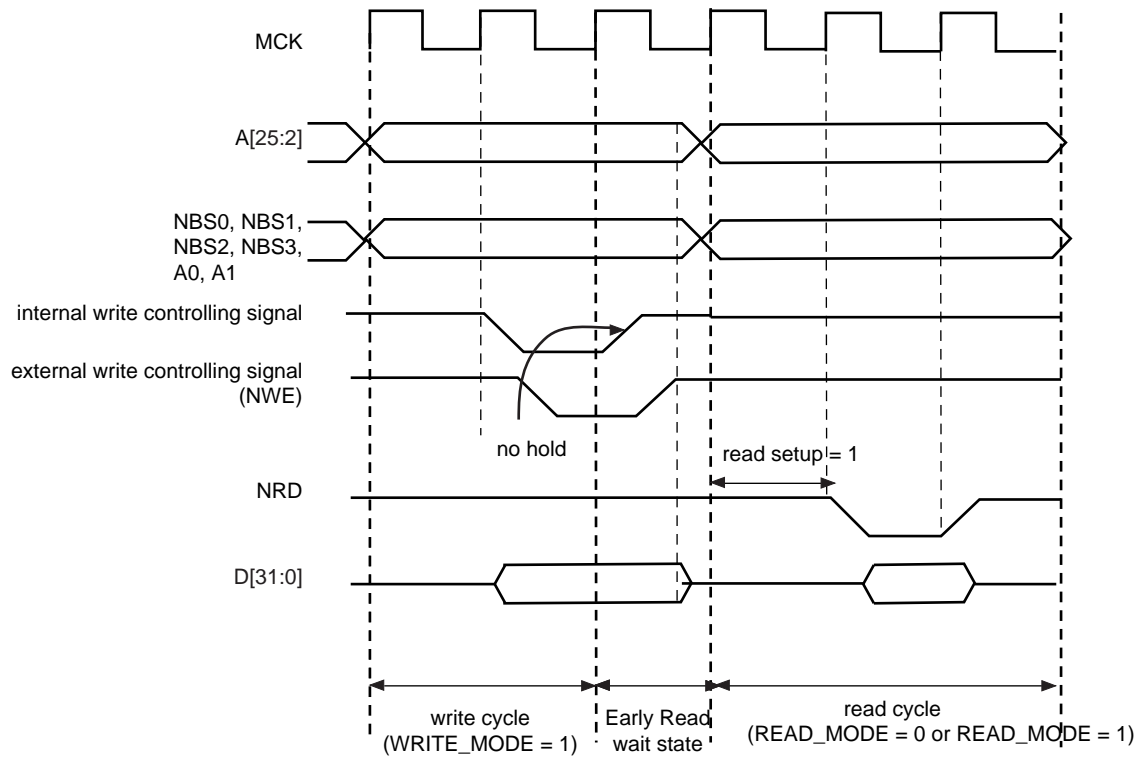 MCK
A[25:2]
NBS0, NBS1,
NBS2, NBS3,
A0, A1
internal write controlling signal
external write controlling signal
(NWE)
no hold
read setup = 1
NRD
D[31:0]
write cycle
(WRITE_MODE = 1)
Early Read
wait state
read cycle
(READ_MODE = 0 or READ_MODE = 1)